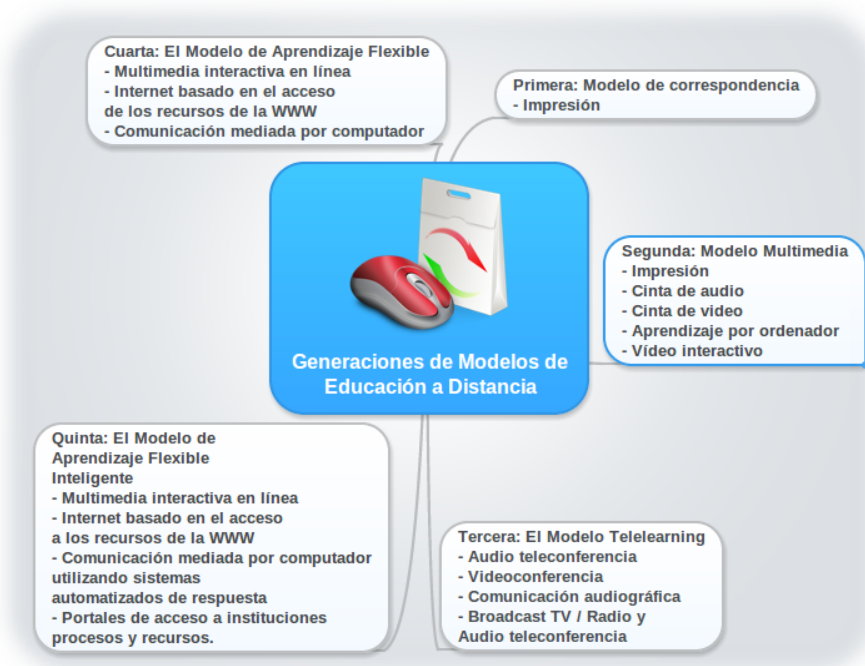 Cuarta: El Modelo de Aprendizaje Flexible
- Multimedia interactiva en línea
- Internet basado en el acceso
de los recursos de la WWW
- Comunicación mediada por computador
Primera: Modelo de correspondencia
- Impresión
Segunda: Modelo Multimedia
- Impresión
- Cinta de audio
- Cinta de video
- Aprendizaje por ordenador
- Vídeo interactivo
Generaciones de Modelos de
Educación a Distancia
Quinta: El Modelo de
Aprendizaje Flexible
Inteligente
- Multimedia interactiva en línea
- Internet basado en el acceso
a los recursos de la WWW
- Comunicación mediada por computador
utilizando sistemas
automatizados de respuesta
- Portales de acceso a instituciones
procesos y recursos.
Tercera: El Modelo Telelearning
- Audio teleconferencia
- Videoconferencia
- Comunicación audiográfica
- Broadcast TV / Radio y
Audio teleconferencia